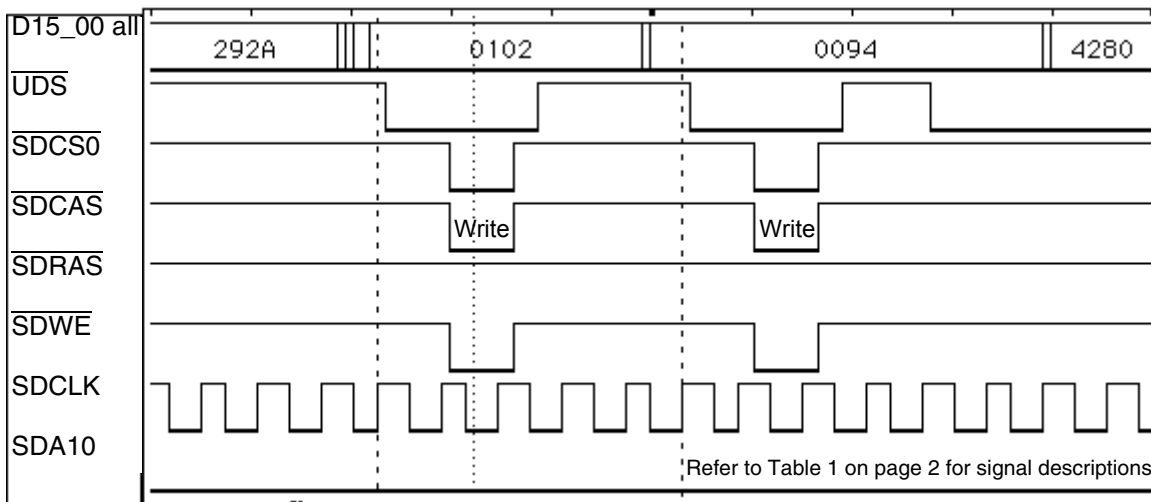 D15_00 all
292A 0102 0094 4280
UDS
SDCS0
SDCAS
Write Write
SDRAS
SDWE
SDCLK
SDA10
Refer to Table 1 on page 2 for signal descriptions